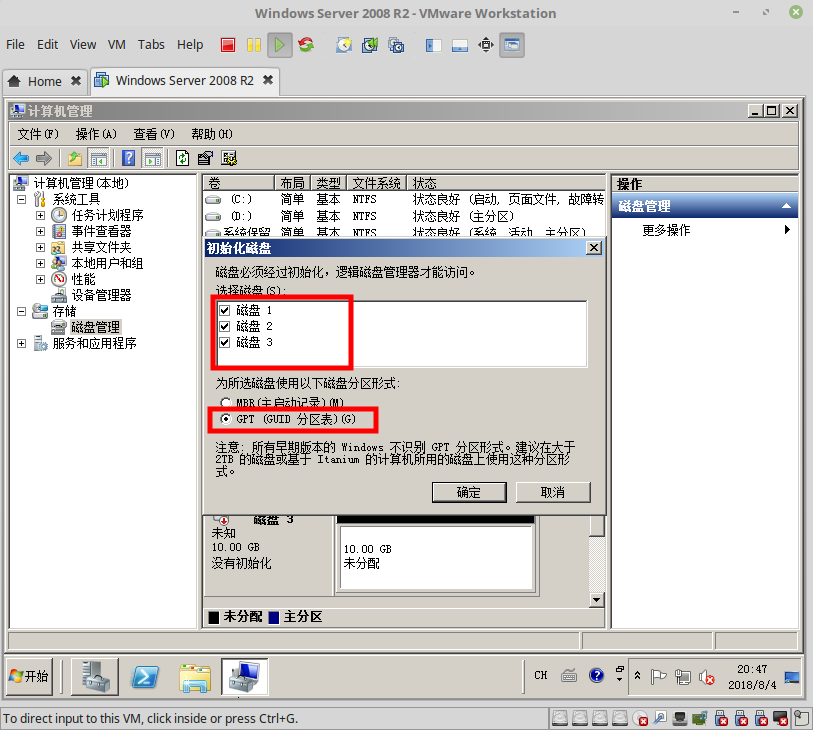 Windows Server 2008 R2 - VMware Workstation
File Edit View VM Tabs Help
Home
Windows Server 2008 R2
计算机管理
文件(F) 操作(A) 查看(V) 帮助(H)
计算机管理(本地)
系统工具
任务计划程序
事件查看器
共享文件夹
本地用户和组
性能
设备管理器
存储
磁盘管理
服务和应用程序
卷 布局 类型 文件系统 状态
(C:) 简单 基本 NTFS 状态良好 (启动, 页面文件, 故障转
(D:) 简单 基本 NTFS 状态良好 (主分区)
系统保留 简单 基本 NTFS 状态良好 (系统, 活动, 主分区)
操作
磁盘管理
更多操作
初始化磁盘
磁盘必须经过初始化，逻辑磁盘管理器才能访问。
选择磁盘(S):
磁盘 1
磁盘 2
磁盘 3
为所选磁盘使用以下磁盘分区形式:
MBR(主启动记录)(M)
GPT (GUID 分区表)(G)
注意: 所有早期版本的 Windows 不识别 GPT 分区形式。建议在大于
2TB 的磁盘或基于 Itanium 的计算机所用的磁盘上使用这种分区形
式。
确定 取消
磁盘 3
未知
10.00 GB
没有初始化
10.00 GB
未分配
未分配 主分区
开始
CH
20:47
2018/8/4
To direct input to this VM, click inside or press Ctrl+G.